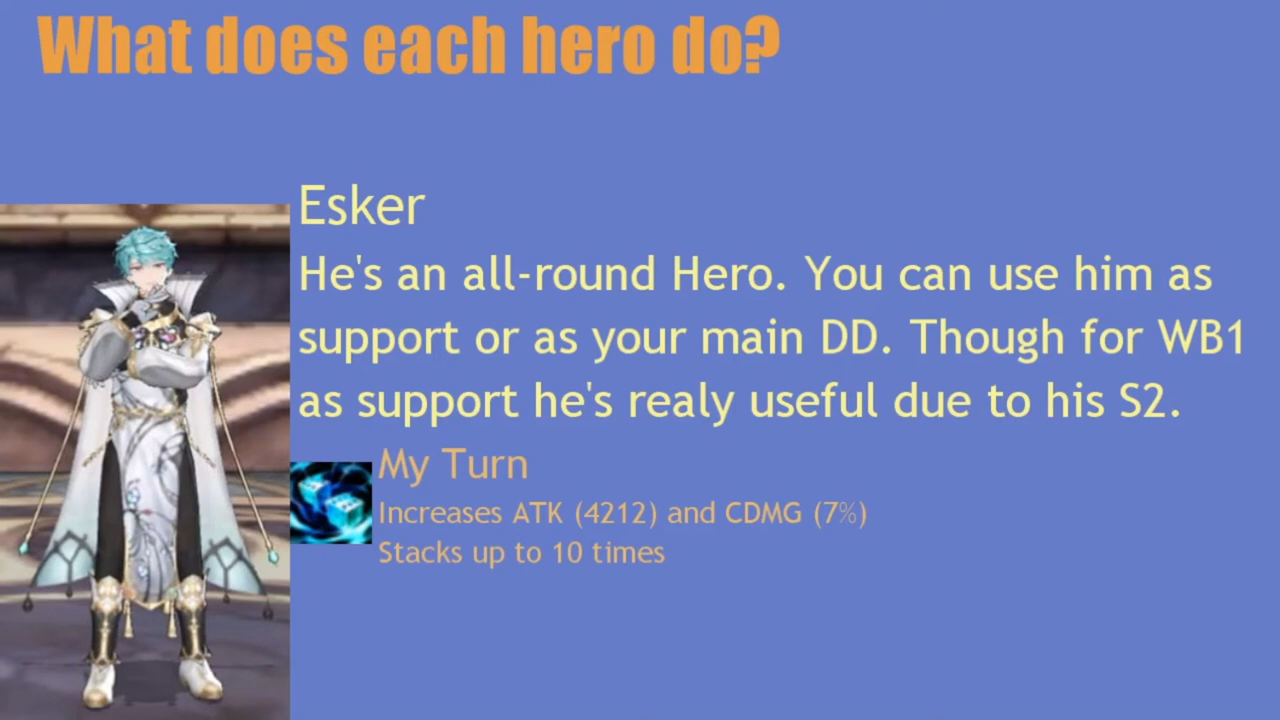 What does each hero do?
Esker
He's an all-round Hero. You can use him as
support or as your main DD. Though for WB1
as support he's realy useful due to his S2.
My Turn
Increases ATK (4212) and CDMG (7%)
Stacks up to 10 times